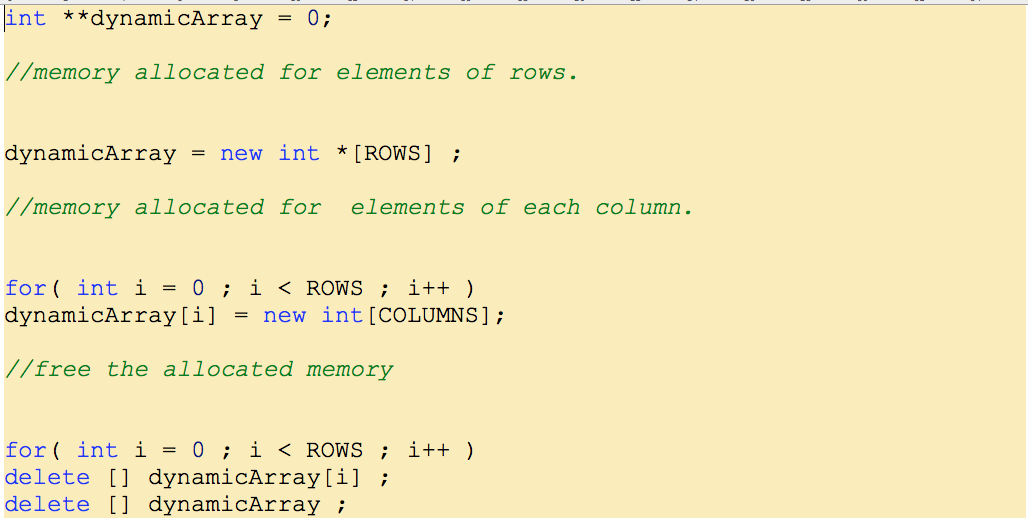 int **dynamicArray = 0;
//memory allocated for elements of rows.
dynamicArray = new int *[ROWS] ;
//memory allocated for  elements of each column.
for( int i = 0 ; i < ROWS ; i++ )
dynamicArray[i] = new int[COLUMNS];
//free the allocated memory
for( int i = 0 ; i < ROWS ; i++ )
delete [] dynamicArray[i] ;
delete [] dynamicArray ;